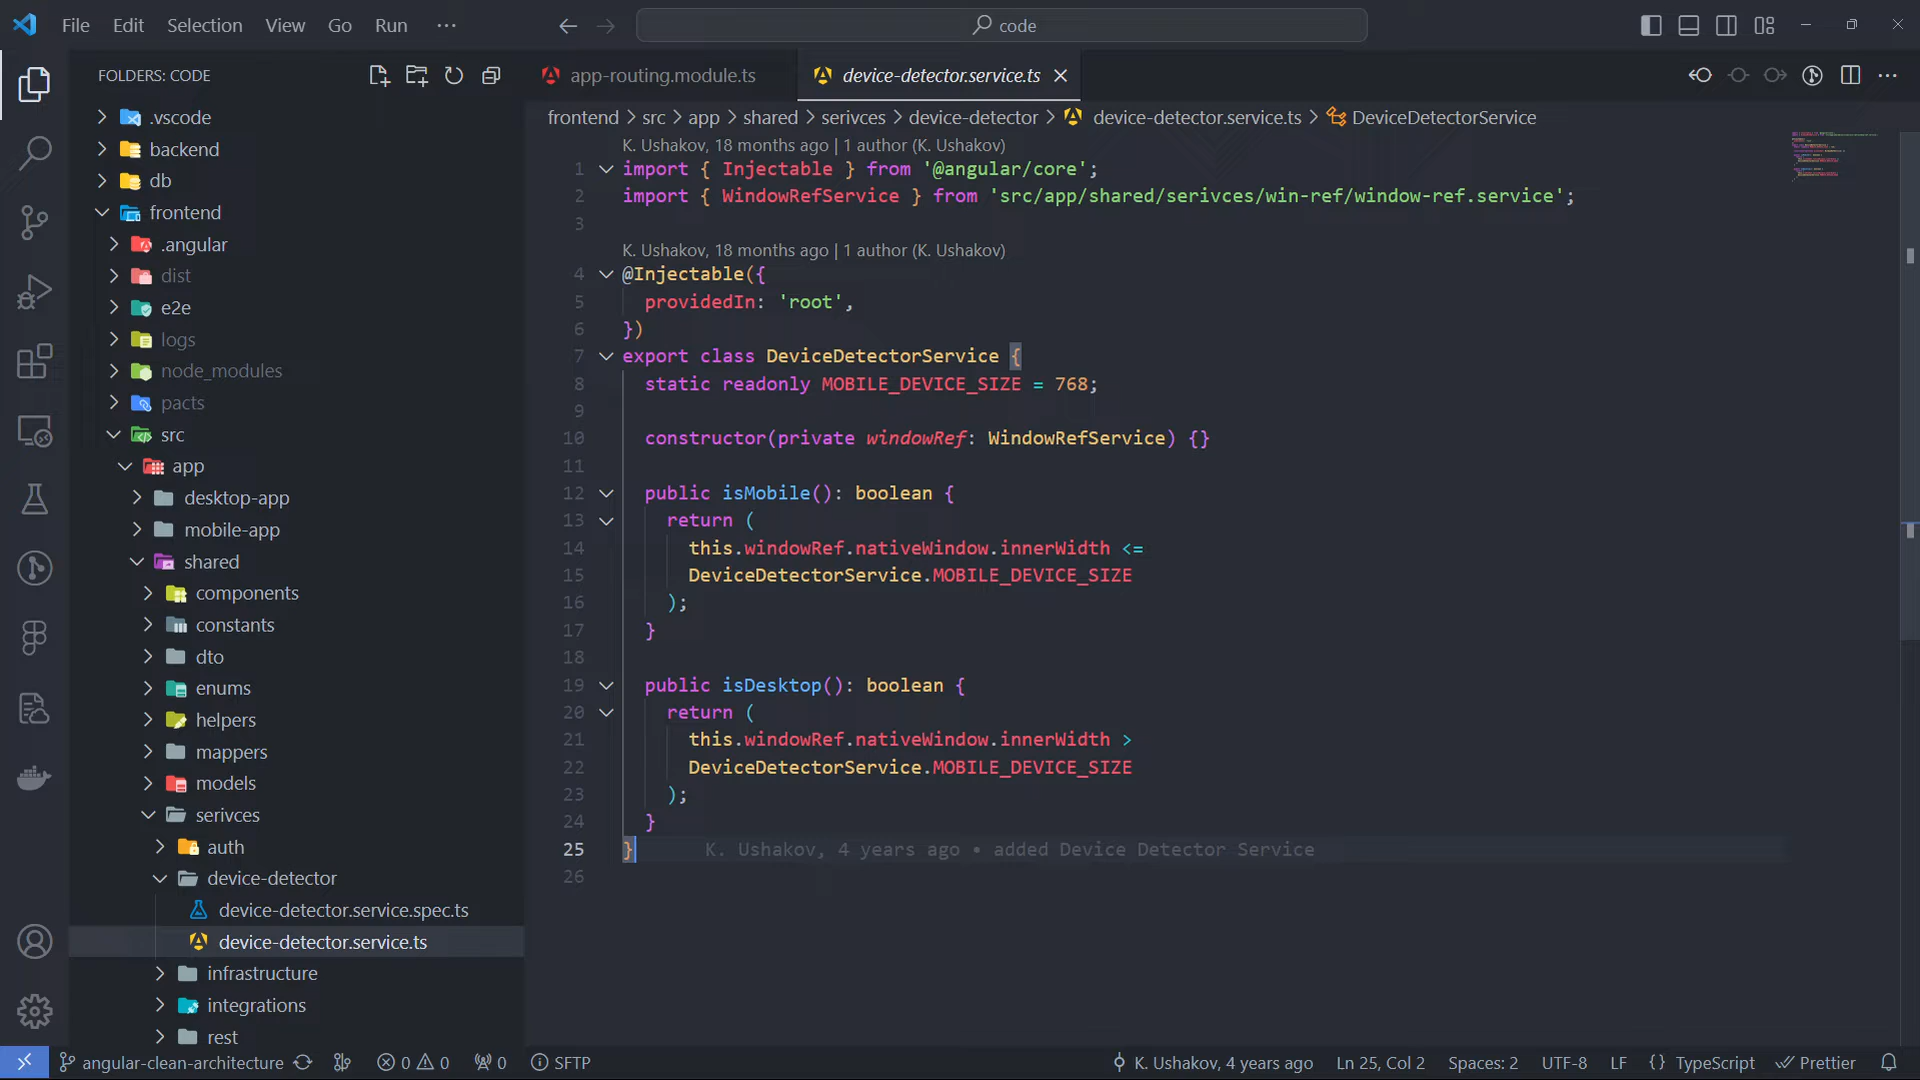 File Edit Selection View Go Run ···
code
FOLDERS: CODE
.vscode
backend
db
frontend
.angular
dist
e2e
logs
node_modules
pacts
src
app
desktop-app
mobile-app
shared
components
constants
dto
enums
helpers
mappers
models
serivces
auth
device-detector
device-detector.service.spec.ts
device-detector.service.ts
infrastructure
integrations
rest
app-routing.module.ts
device-detector.service.ts
frontend > src > app > shared > serivces > device-detector > device-detector.service.ts > DeviceDetectorService
K. Ushakov, 18 months ago | 1 author (K. Ushakov)
1 import { Injectable } from '@angular/core';
2 import { WindowRefService } from 'src/app/shared/serivces/win-ref/window-ref.service';
3
K. Ushakov, 18 months ago | 1 author (K. Ushakov)
4 @Injectable({
5 providedIn: 'root',
6 })
7 export class DeviceDetectorService {
8 static readonly MOBILE_DEVICE_SIZE = 768;
9
10 constructor(private windowRef: WindowRefService) {}
11
12 public isMobile(): boolean {
13 return (
14 this.windowRef.nativeWindow.innerWidth <=
15 DeviceDetectorService.MOBILE_DEVICE_SIZE
16 );
17 }
18
19 public isDesktop(): boolean {
20 return (
21 this.windowRef.nativeWindow.innerWidth >
22 DeviceDetectorService.MOBILE_DEVICE_SIZE
23 );
24 }
25 } K. Ushakov, 4 years ago • added Device Detector Service
26
angular-clean-architecture 0 0 0 SFTP K. Ushakov, 4 years ago Ln 25, Col 2 Spaces: 2 UTF-8 LF {} TypeScript Prettier